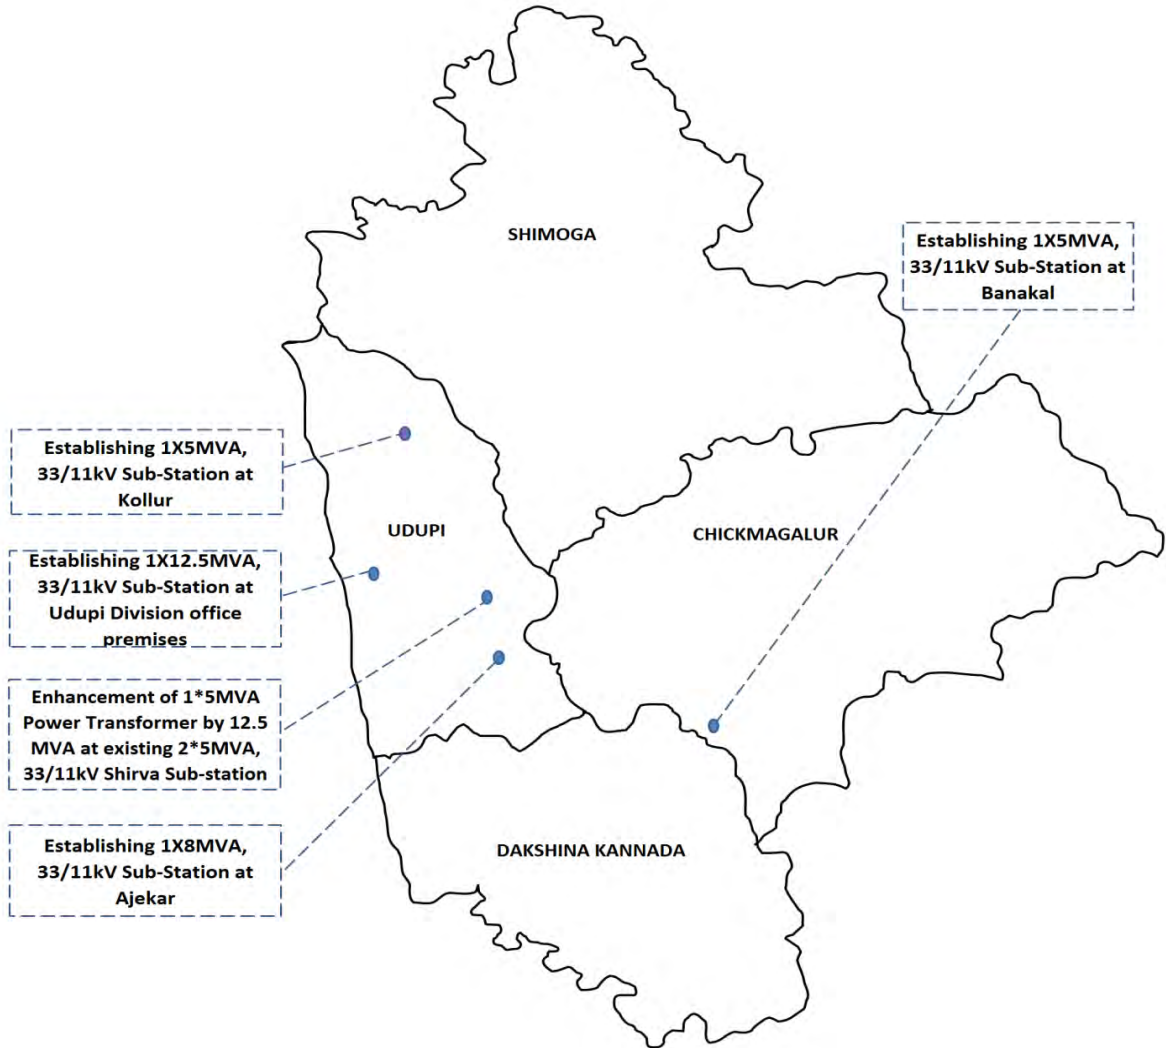 SHIMOGA
Establishing 1X5MVA,
33/11kV Sub-Station at
Banakal
Establishing 1X5MVA,
33/11kV Sub-Station at
Kollur
UDUPI
CHICKMAGALUR
Establishing 1X12.5MVA,
33/11kV Sub-Station at
Udupi Division office
premises
Enhancement of 1*5MVA
Power Transformer by 12.5
MVA at existing 2*5MVA,
33/11kV Shirva Sub-station
Establishing 1X8MVA,
33/11kV Sub-Station at
Ajekar
DAKSHINA KANNADA